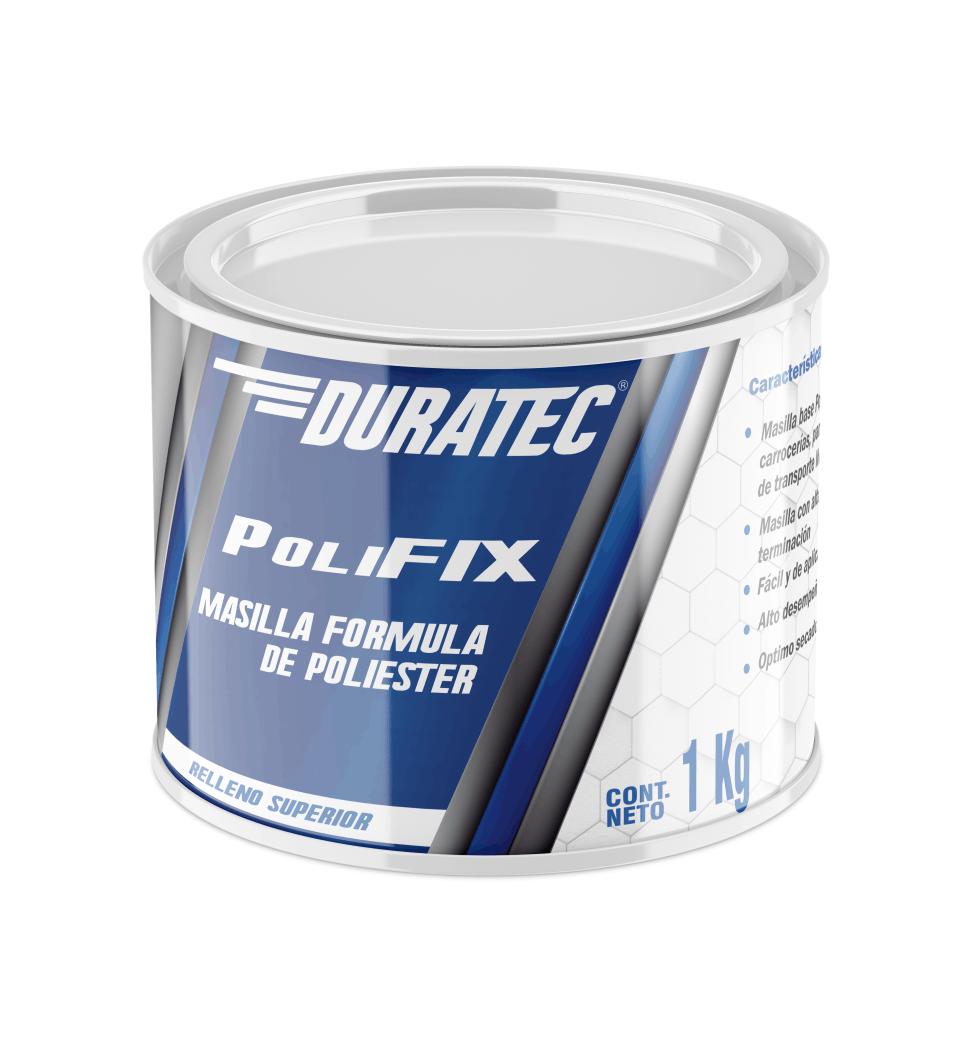 DURATEC®
POLIFIX
MASILLA FORMULA
DE POLIESTER
RELLENO SUPERIOR
Masilla base
carrocerías,
de transporte
Masilla con
terminación
Fácil y de
Alto
Optimo
CONT.
NETO
1 Kg